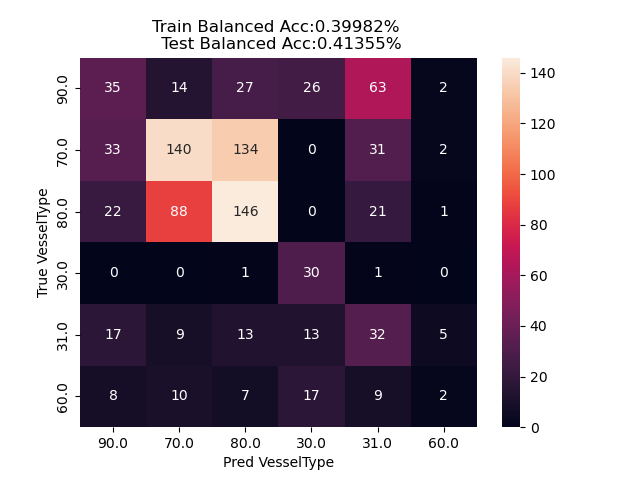 Train Balanced Acc:0.39982%
Test Balanced Acc:0.41355%
True VesselType
90.0 35 14 27 26 63 2
70.0 33 140 134 0 31 2
80.0 22 88 146 0 21 1
30.0 0 0 1 30 1 0
31.0 17 9 13 13 32 5
60.0 8 10 7 17 9 2
90.0 70.0 80.0 30.0 31.0 60.0
Pred VesselType
140
120
100
80
60
40
20
0